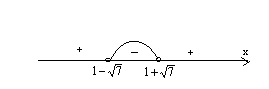 + − + x
1−√7 1+√7